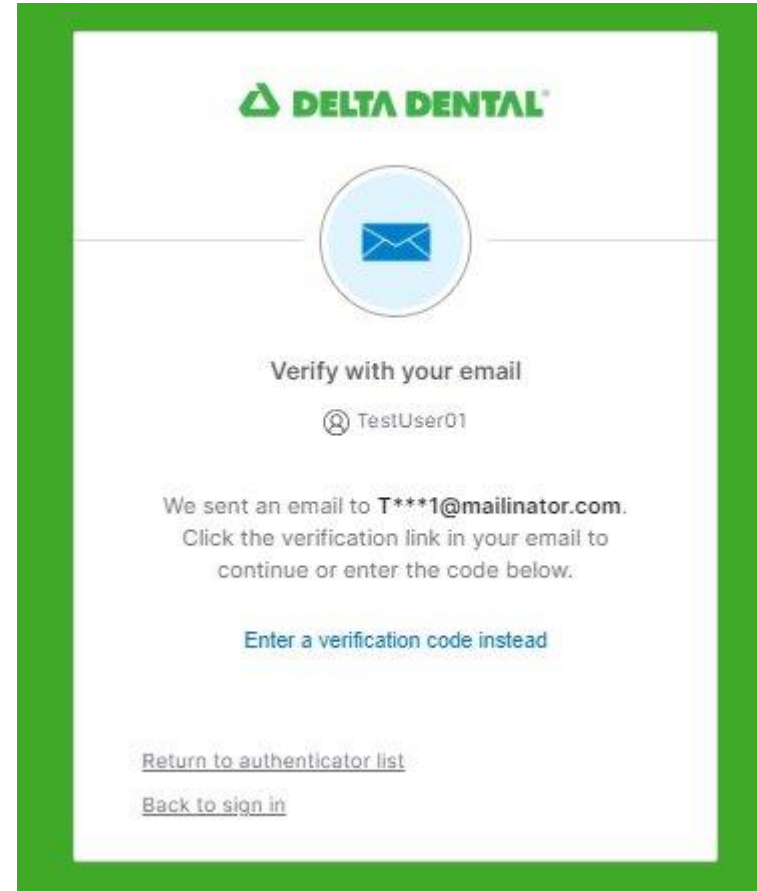 DELTA DENTAL
Verify with your email
TestUser01
We sent an email to T***1@mailinator.com.
Click the verification link in your email to
continue or enter the code below.
Enter a verification code instead
Return to authenticator list
Back to sign in